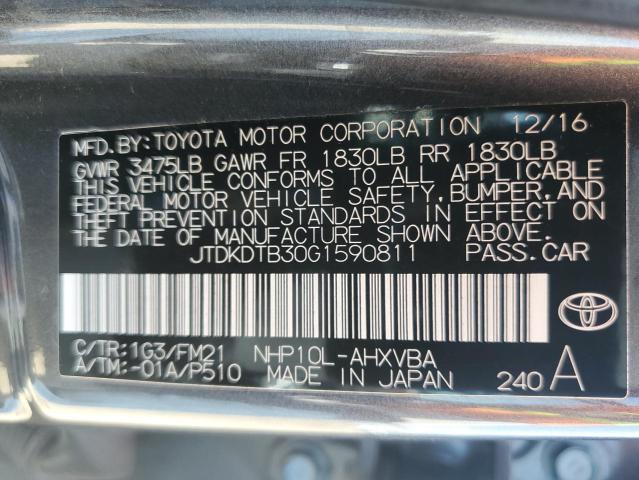 MFD.BY:TOYOTA MOTOR CORPORATION 12/16
GVWR 3475LB GAWR FR 1830LB RR 1830LB
THIS VEHICLE CONFORMS TO ALL APPLICABLE
FEDERAL MOTOR VEHICLE SAFETY,BUMPER,AND
THEFT PREVENTION STANDARDS IN EFFECT ON
THE DATE OF MANUFACTURE SHOWN ABOVE.
JTDKDTB30G1590811 PASS.CAR
C/TR:1G3/FM21 NHP10L-AHXVBA
A/TM:-01A/P510 MADE IN JAPAN 240 A